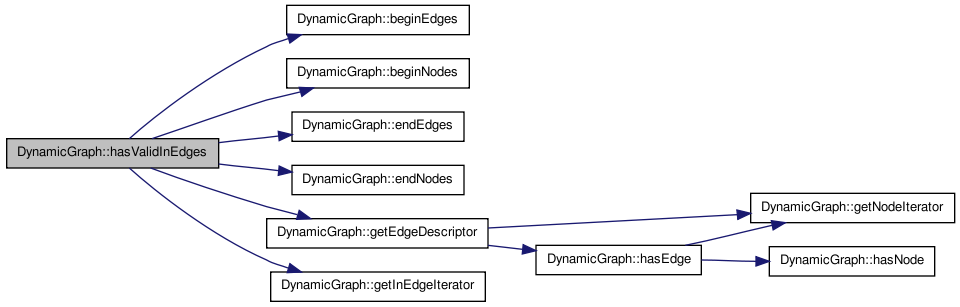 DynamicGraph::beginEdges
DynamicGraph::beginNodes
DynamicGraph::endEdges
DynamicGraph::hasValidInEdges
DynamicGraph::endNodes
DynamicGraph::getNodeIterator
DynamicGraph::getEdgeDescriptor
DynamicGraph::hasEdge
DynamicGraph::hasNode
DynamicGraph::getInEdgeIterator